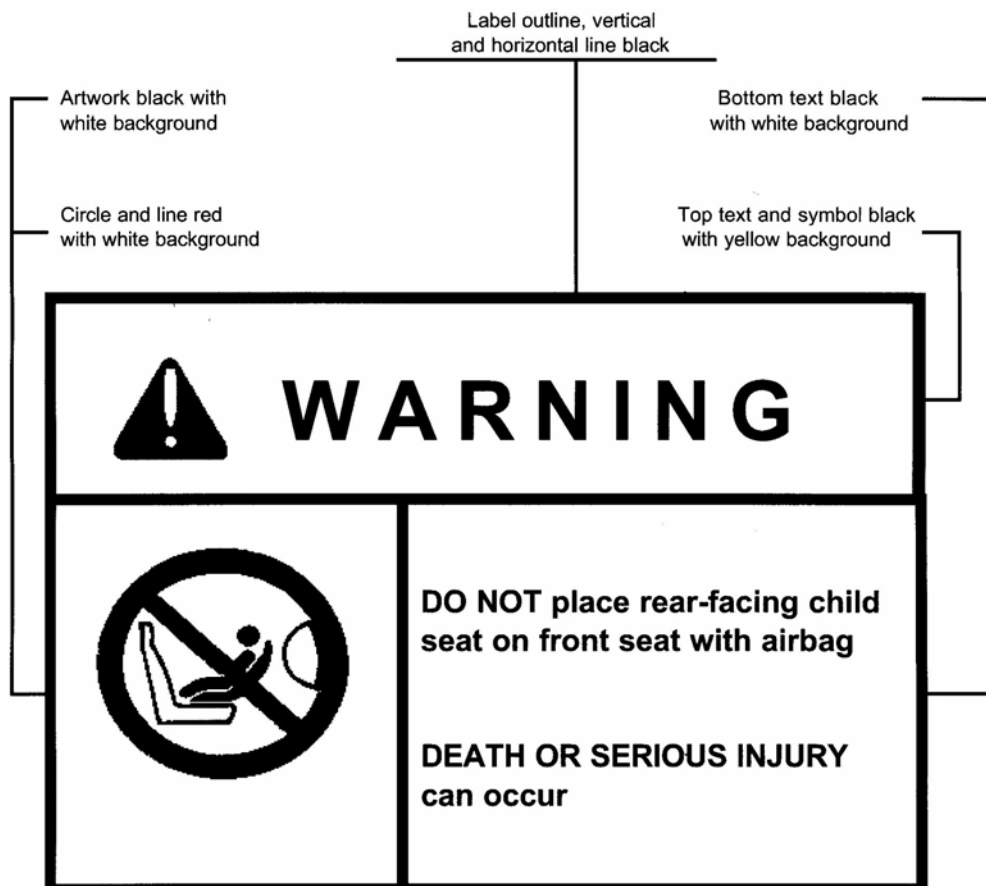 Label outline, vertical
and horizontal line black
Artwork black with
white background
Bottom text black
with white background
Circle and line red
with white background
Top text and symbol black
with yellow background
WARNING
DO NOT place rear-facing child
seat on front seat with airbag
DEATH OR SERIOUS INJURY
can occur